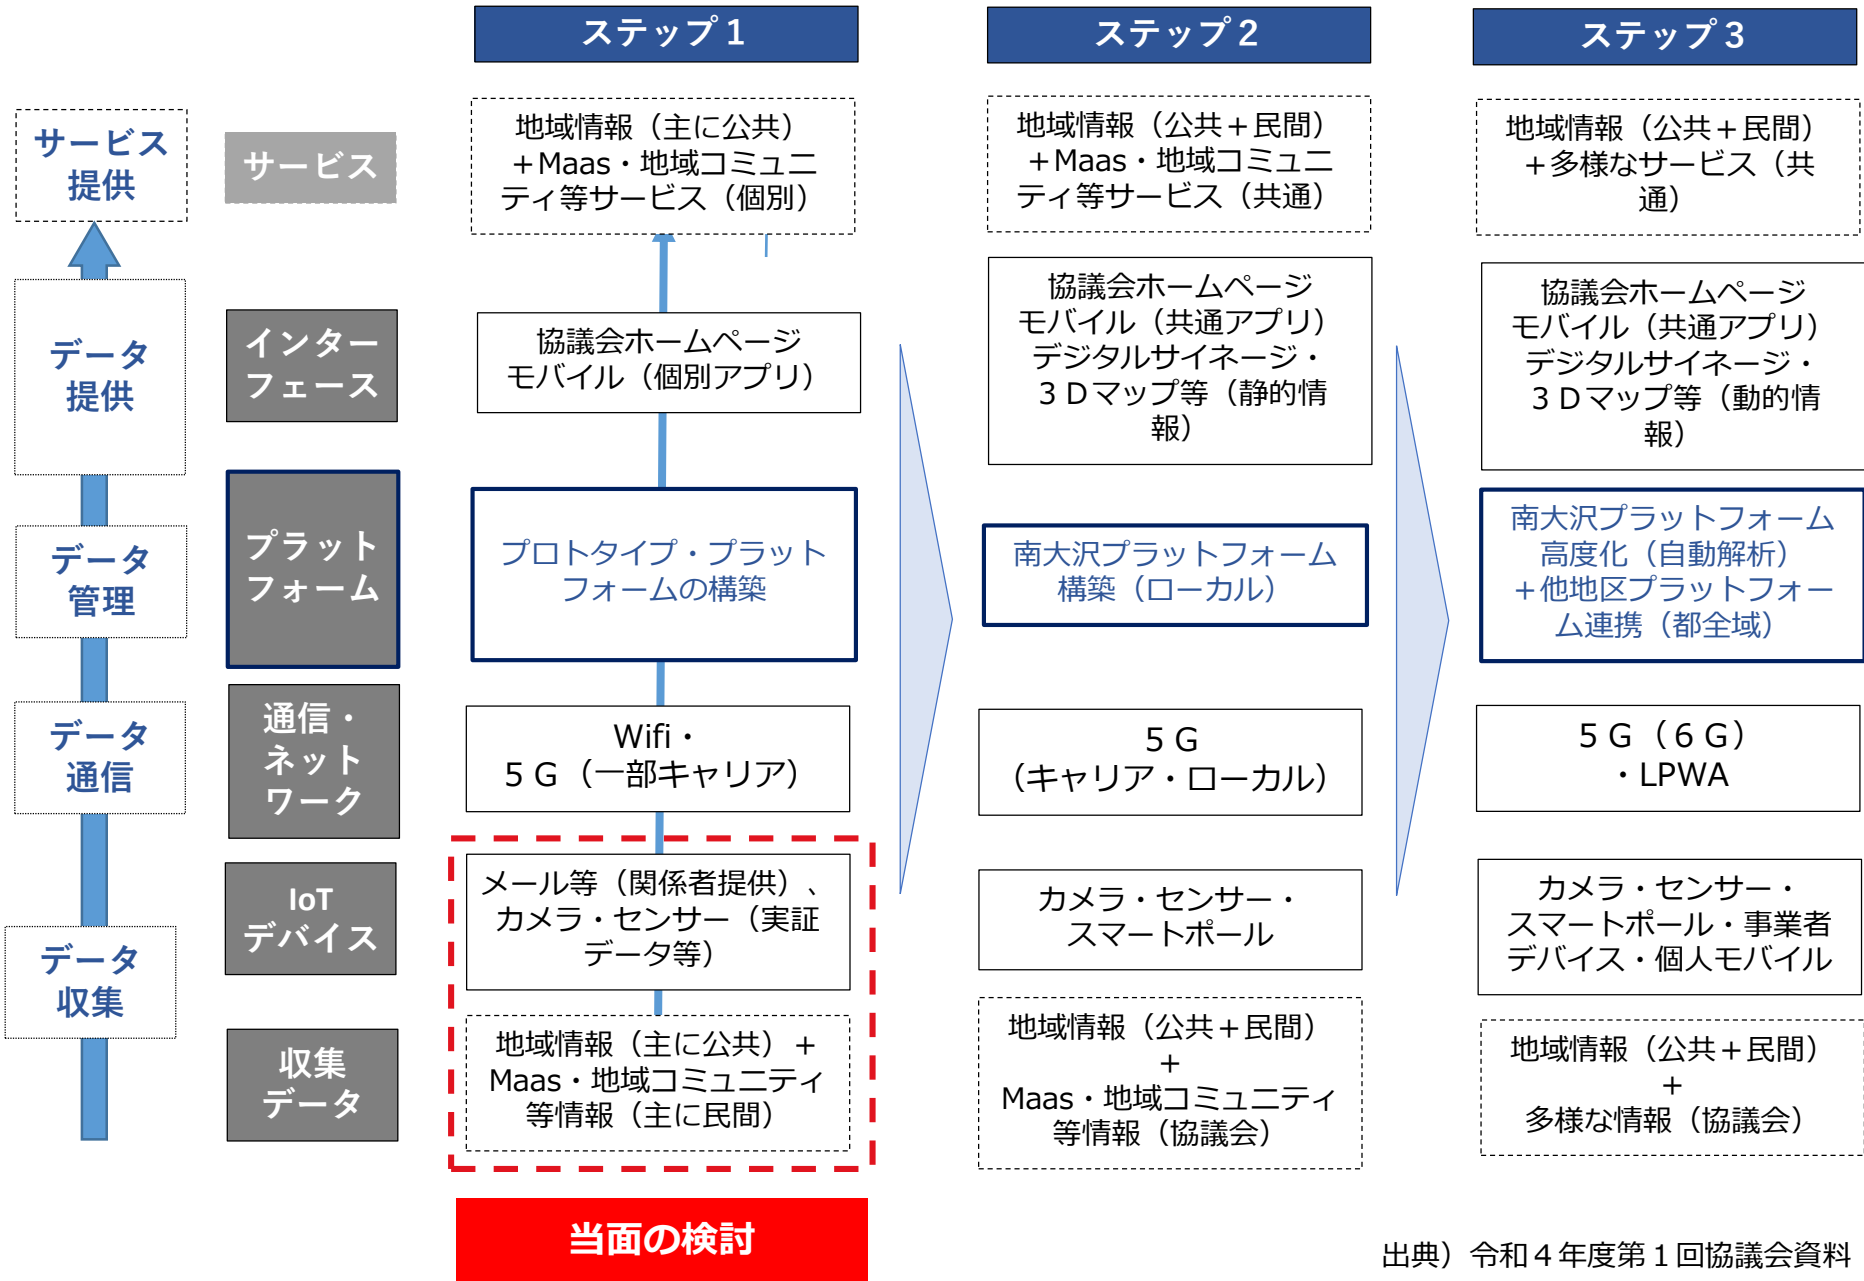 ステップ１
ステップ２
ステップ３
サービス
提供
サービス
地域情報（主に公共）
＋Maas・地域コミュニ
ティ等サービス（個別）
地域情報（公共＋民間）
＋Maas・地域コミュニ
ティ等サービス（共通）
地域情報（公共＋民間）
＋多様なサービス（共
通）
データ
提供
インター
フェース
協議会ホームページ
モバイル（個別アプリ）
協議会ホームページ
モバイル（共通アプリ）
デジタルサイネージ・
３Ｄマップ等（静的情
報）
協議会ホームページ
モバイル（共通アプリ）
デジタルサイネージ・
３Ｄマップ等（動的情
報）
データ
管理
プラット
フォーム
プロトタイプ・プラット
フォームの構築
南大沢プラットフォーム
構築（ローカル）
南大沢プラットフォーム
高度化（自動解析）
＋他地区プラットフォー
ム連携（都全域）
データ
通信
通信・
ネット
ワーク
Wifi・
５Ｇ（一部キャリア）
５Ｇ
（キャリア・ローカル）
５Ｇ（６Ｇ）
・LPWA
データ
収集
IoT
デバイス
メール等（関係者提供）、
カメラ・センサー（実証
データ等）
カメラ・センサー・
スマートポール
カメラ・センサー・
スマートポール・事業者
デバイス・個人モバイル
収集
データ
地域情報（主に公共）＋
Maas・地域コミュニティ
等情報（主に民間）
地域情報（公共＋民間）
＋
Maas・地域コミュニティ
等情報（協議会）
地域情報（公共＋民間）
＋
多様な情報（協議会）
当面の検討
出典）令和４年度第１回協議会資料